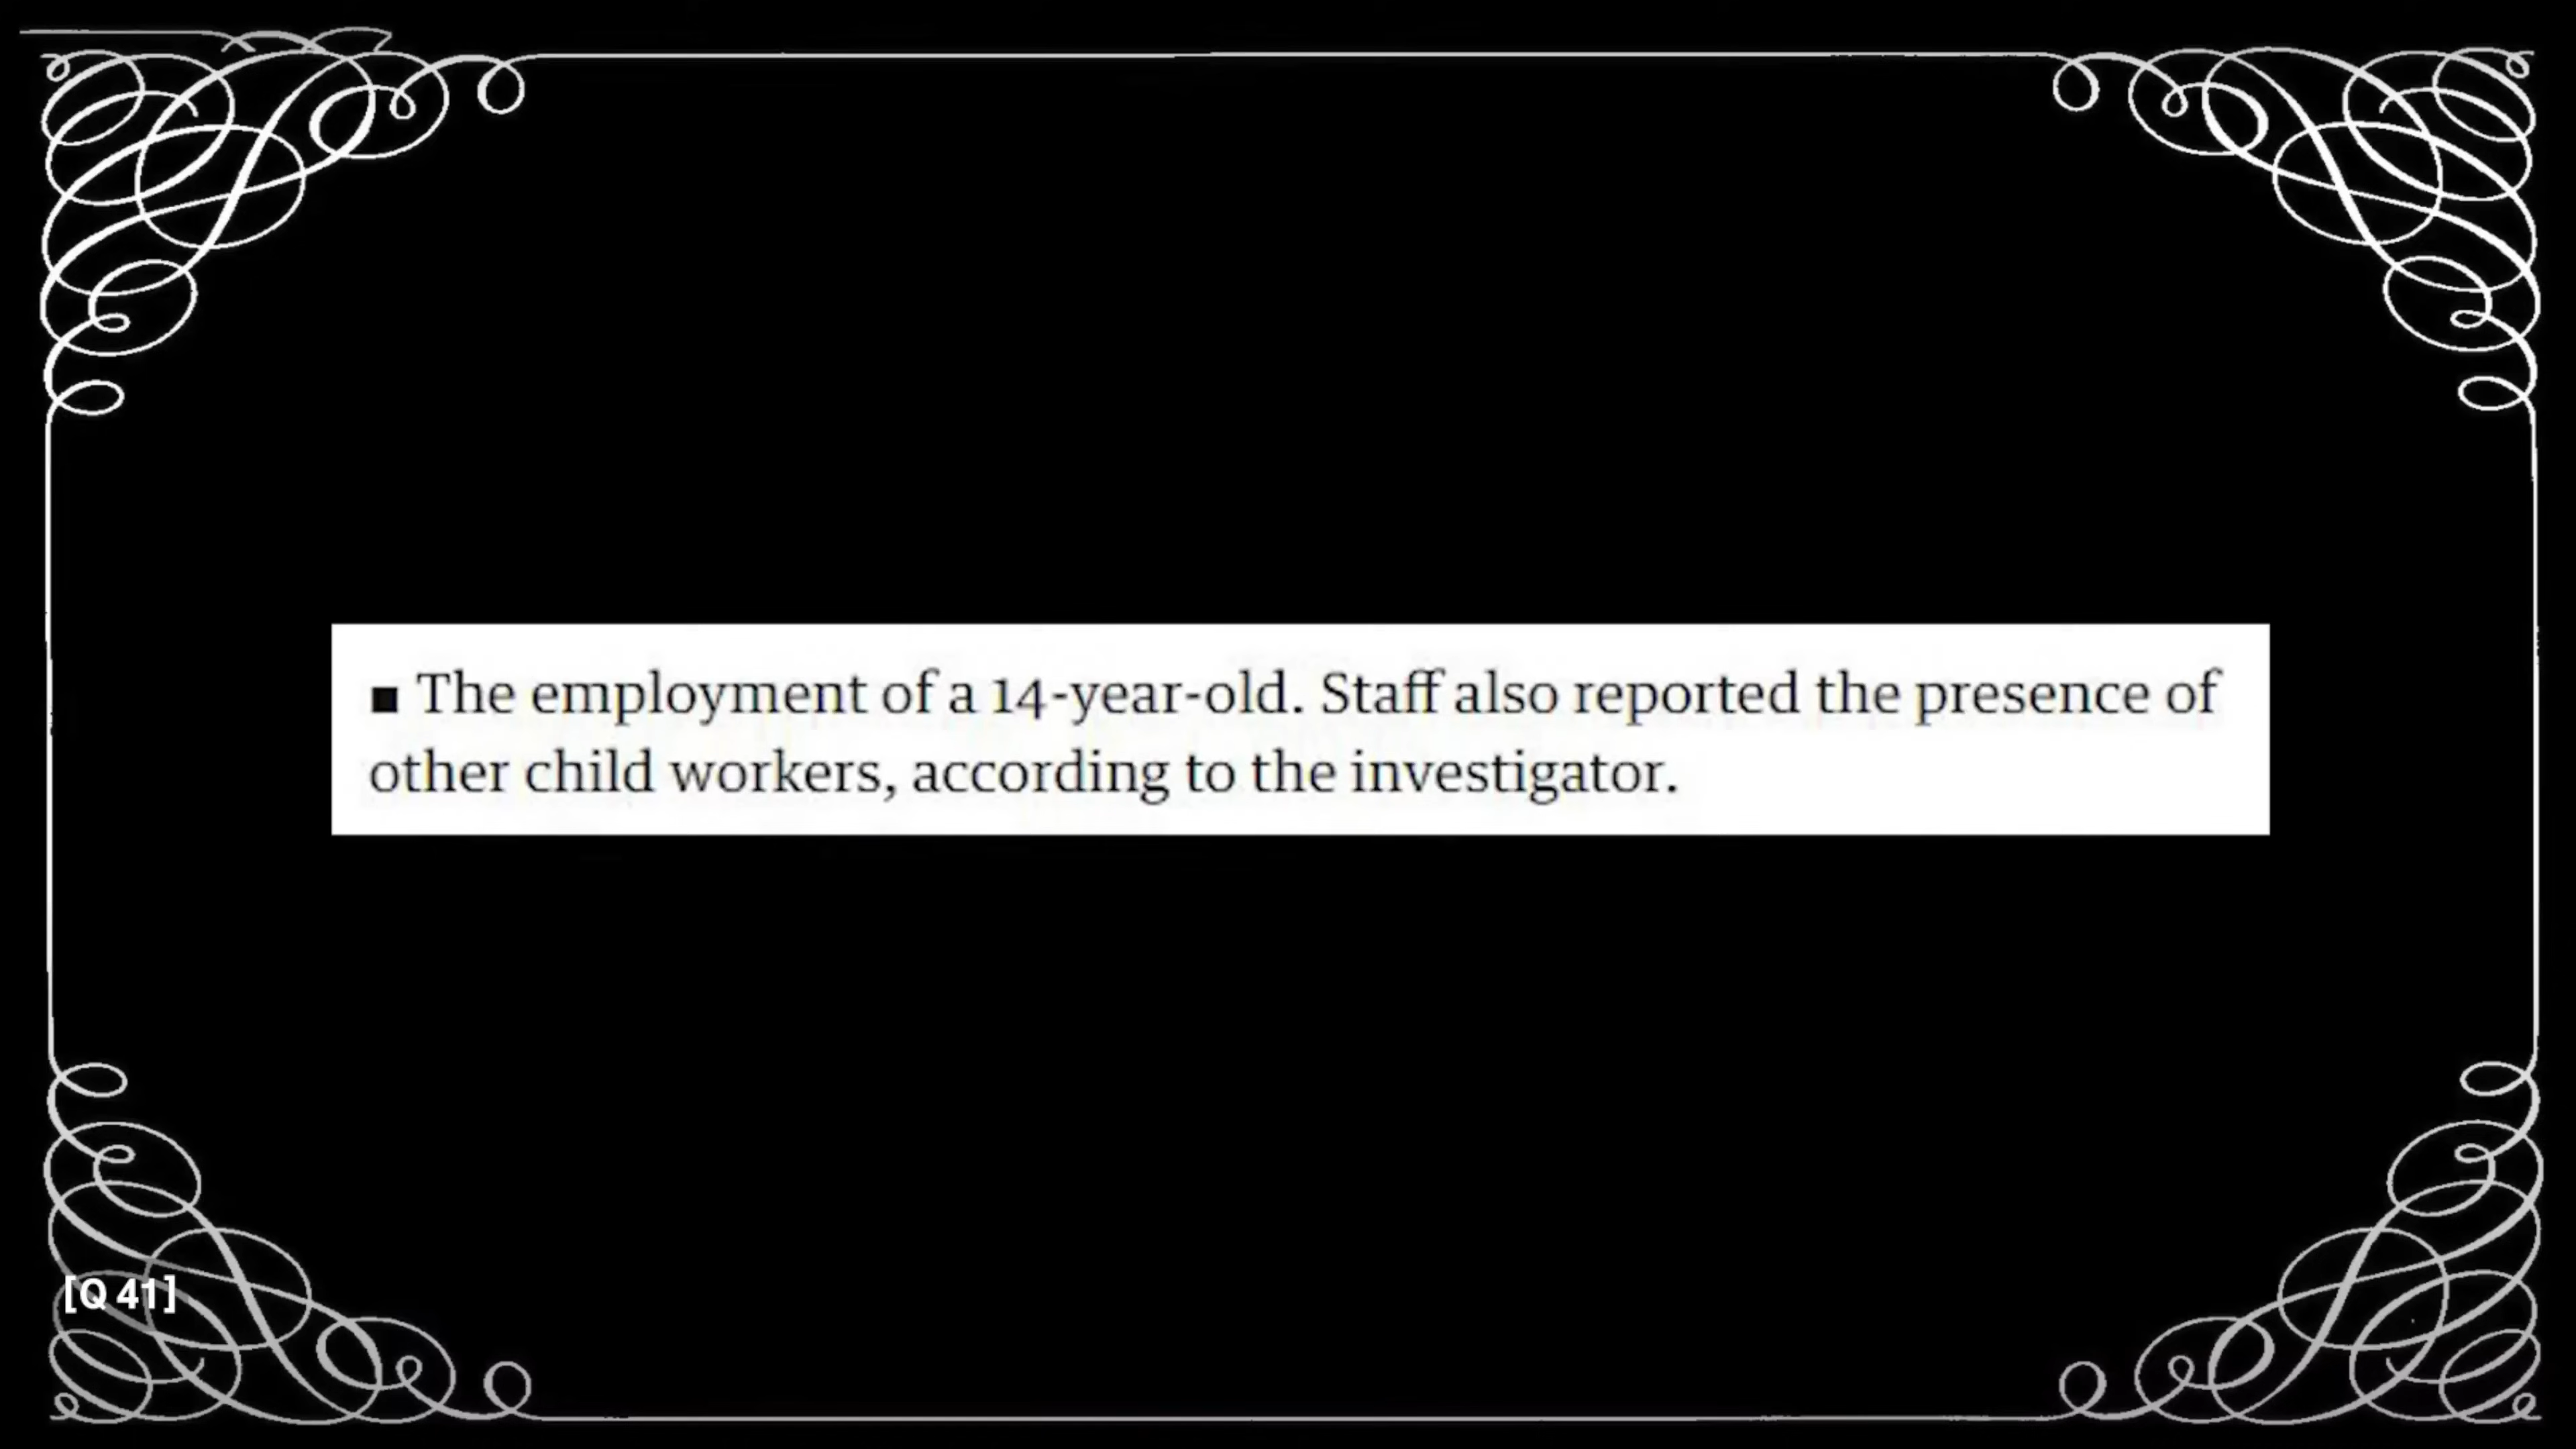 ■ The employment of a 14-year-old. Staff also reported the presence of
other child workers, according to the investigator.
[Q 41]